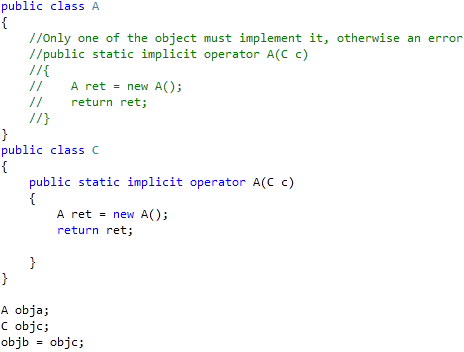 public class A
{
    //Only one of the object must implement it, otherwise an error
    //public static implicit operator A(C c)
    //{
    //    A ret = new A();
    //    return ret;
    //}
}
public class C
{
    public static implicit operator A(C c)
    {
        A ret = new A();
        return ret;

    }
}

A obja;
C objc;
objb = objc;